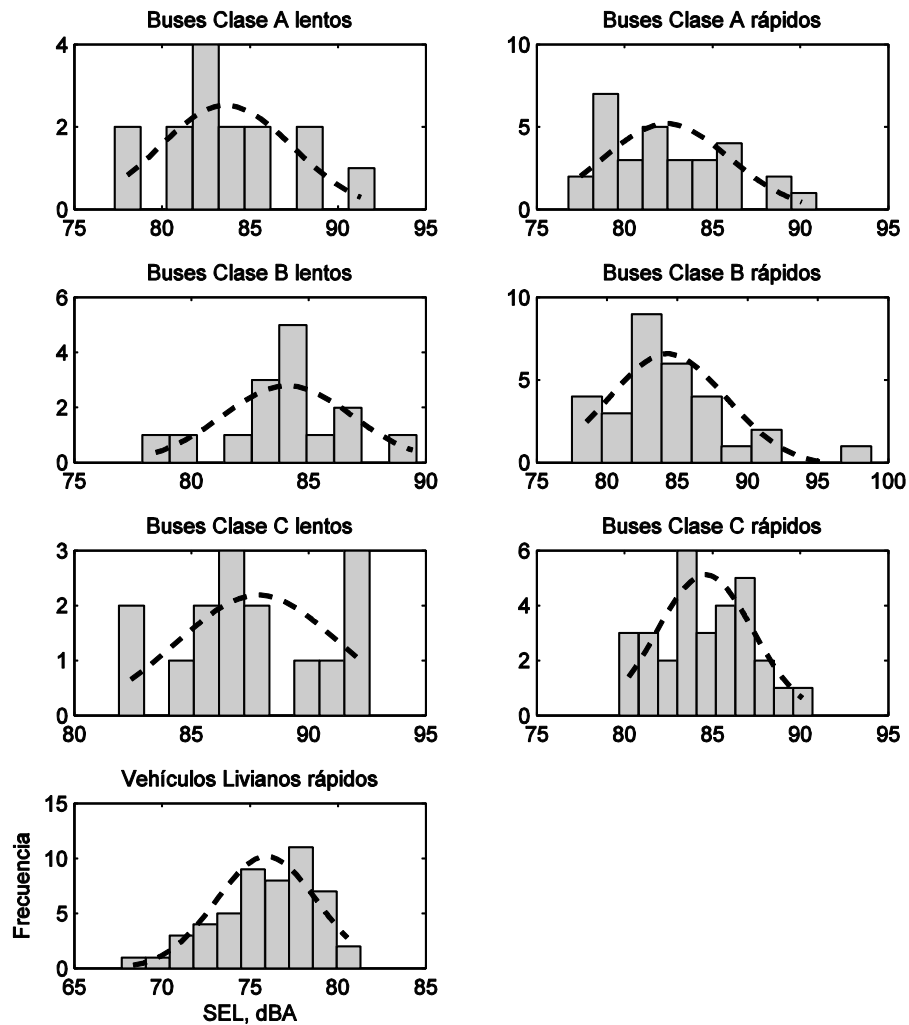 Buses Clase A lentos
4
2
0
75 80 85 90 95
Buses Clase A rápidos
10
5
0
75 80 85 90 95
Buses Clase B lentos
6
4
2
0
75 80 85 90
Buses Clase B rápidos
10
5
0
75 80 85 90 95 100
Buses Clase C lentos
3
2
1
0
80 85 90 95
Buses Clase C rápidos
6
4
2
0
75 80 85 90 95
Vehículos Livianos rápidos
15
10
5
0
Frecuencia
65 70 75 80 85
SEL, dBA